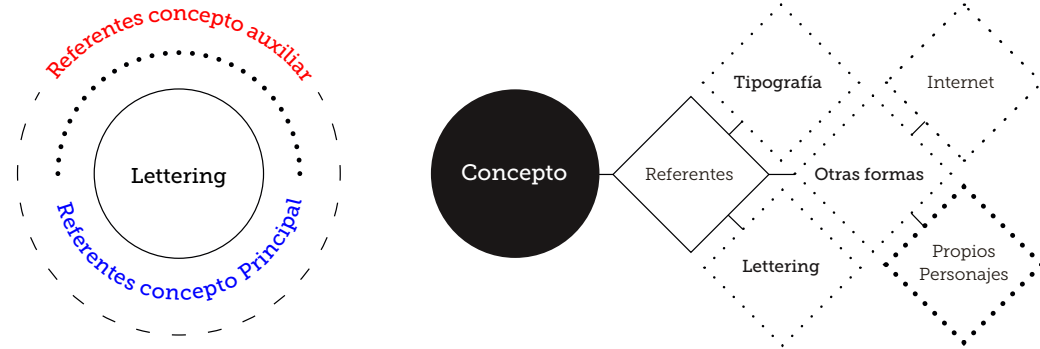 Referentes concepto auxiliar
Lettering
Referentes concepto Principal
Concepto
Referentes
Tipografía
Lettering
Otras formas
Internet
Propios
Personajes